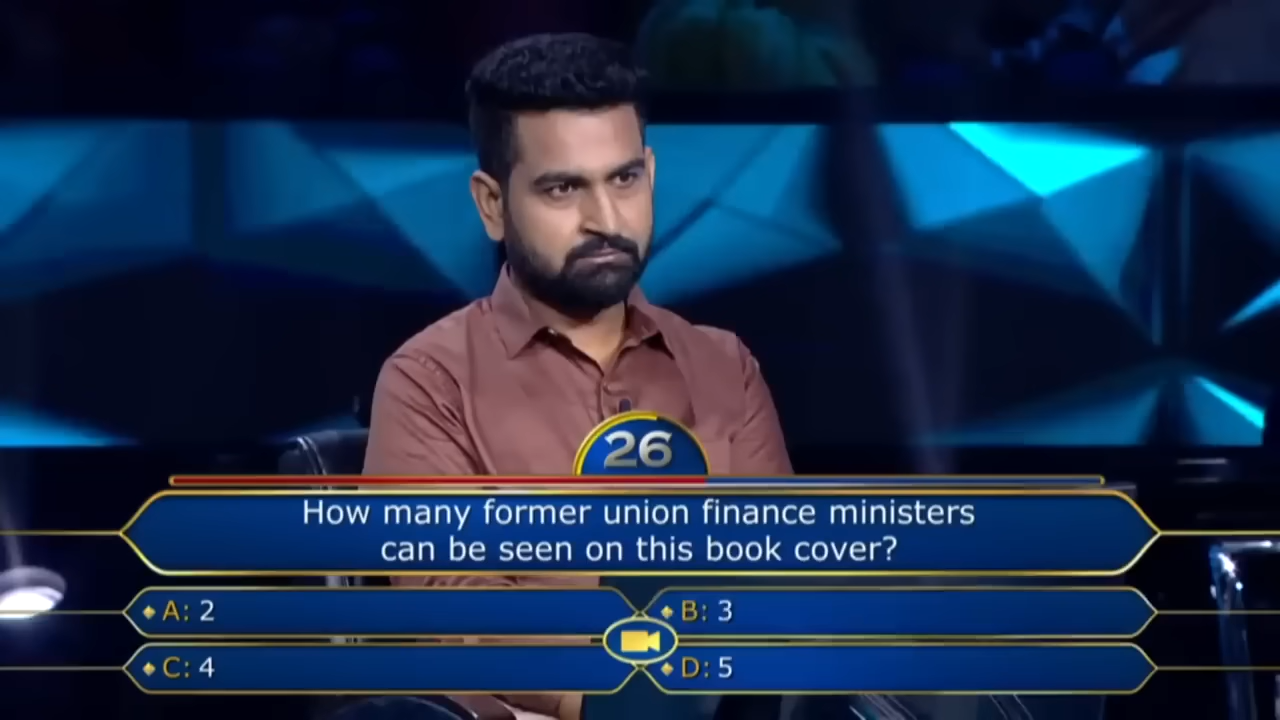 26
How many former union finance ministers
can be seen on this book cover?
A: 2
B: 3
C: 4
D: 5